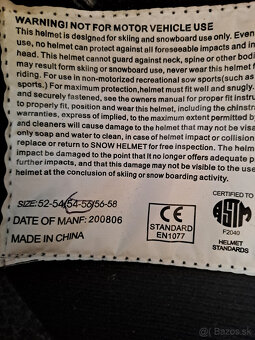 WARNING! NOT FOR MOTOR VEHICLE USE
This helmet is designed for skiing and snowboard use only. Even
use, no helmet can protect against all foreseeable impacts and in
head. This helmet cannot guard against neck, spine or other bod
may result form skiing or snowboard use, never wear this helmet f
riding. For use in non-motorized recreational sow sports (such as
sports.) For maximum protection,helmet must fit well and snugly.
and securely fastened, see the owners manual for proper fit instru
to properly fit, position and wear this helmet, including the chinstra
warranties, express of implied, to the maximum extent permitted
and cleaners will cause damage to the helmet that may not be visi
only soap and water to clean, in case of impact or collision
replace or return to SNOW HELMET for free inspection. The helme
impact be damaged to the point that it no longer offers adequate
further impacts, and that this damage may not be visible to the use
conclusion of skiing or snow boarding activity.
SIZE:52-54/54-56/56-58
DATE OF MANF: 200806
MADE IN CHINA
CE
STANDARD
EN1077
CERTIFIED TO
ASTM
F2040
HELMET
STANDARDS
bazos.sk